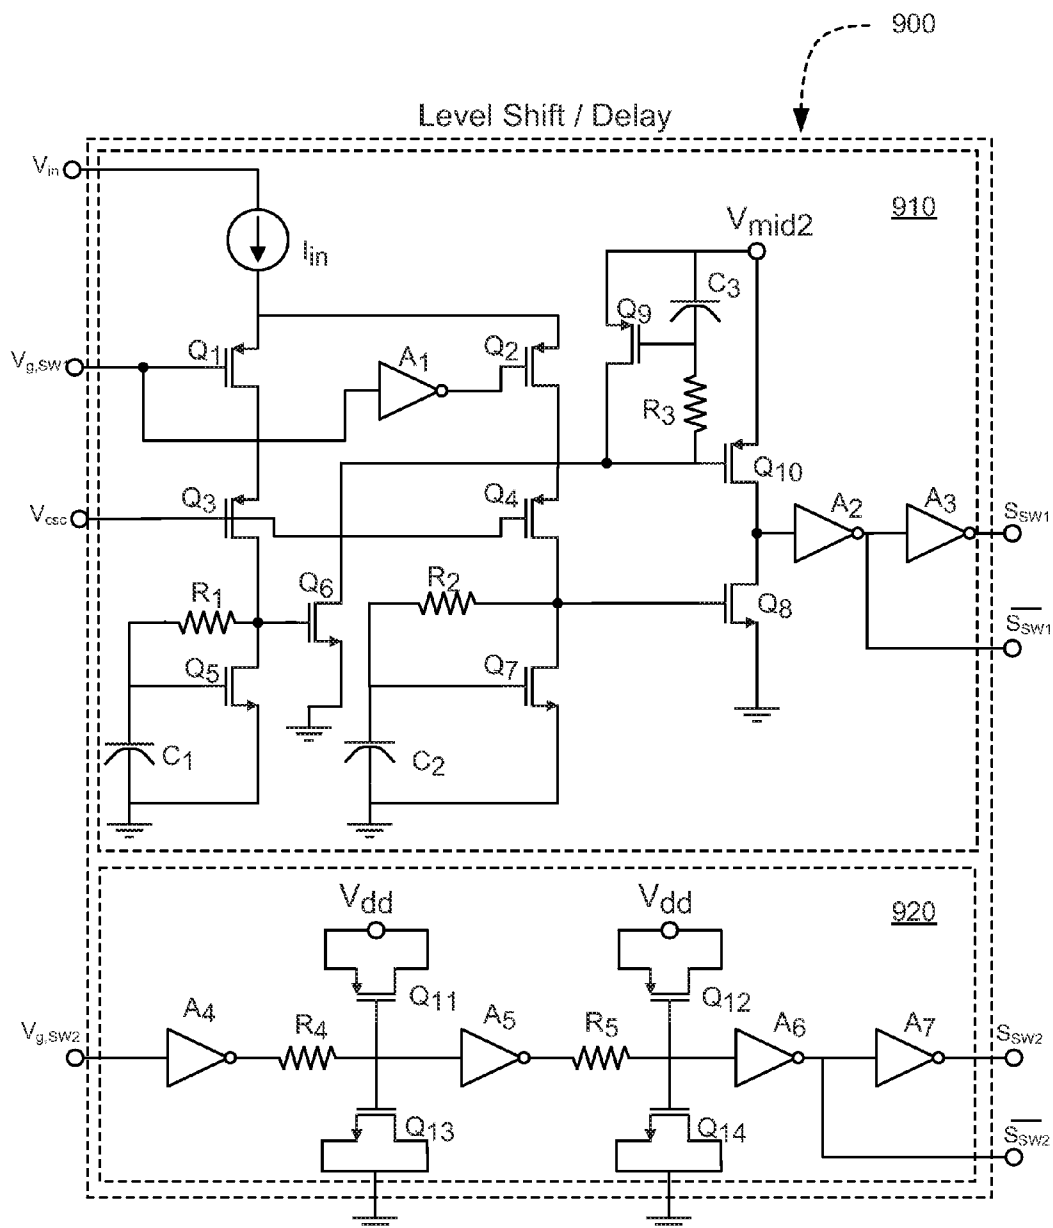 900
Level Shift / Delay
Vin
910
Vmid2
Iin
C3
Q9
Vg,SW1
Q1
A1
Q2
R3
Q10
Q3
Q4
A2
A3
Vcsc
SSW1
R1
Q6
R2
Q8
SSW1
Q5
Q7
C1
C2
Vdd
Vdd
920
Q11
Q12
A4
R4
A5
R5
A6
A7
Vg,SW2
SSW2
Q13
Q14
SSW2